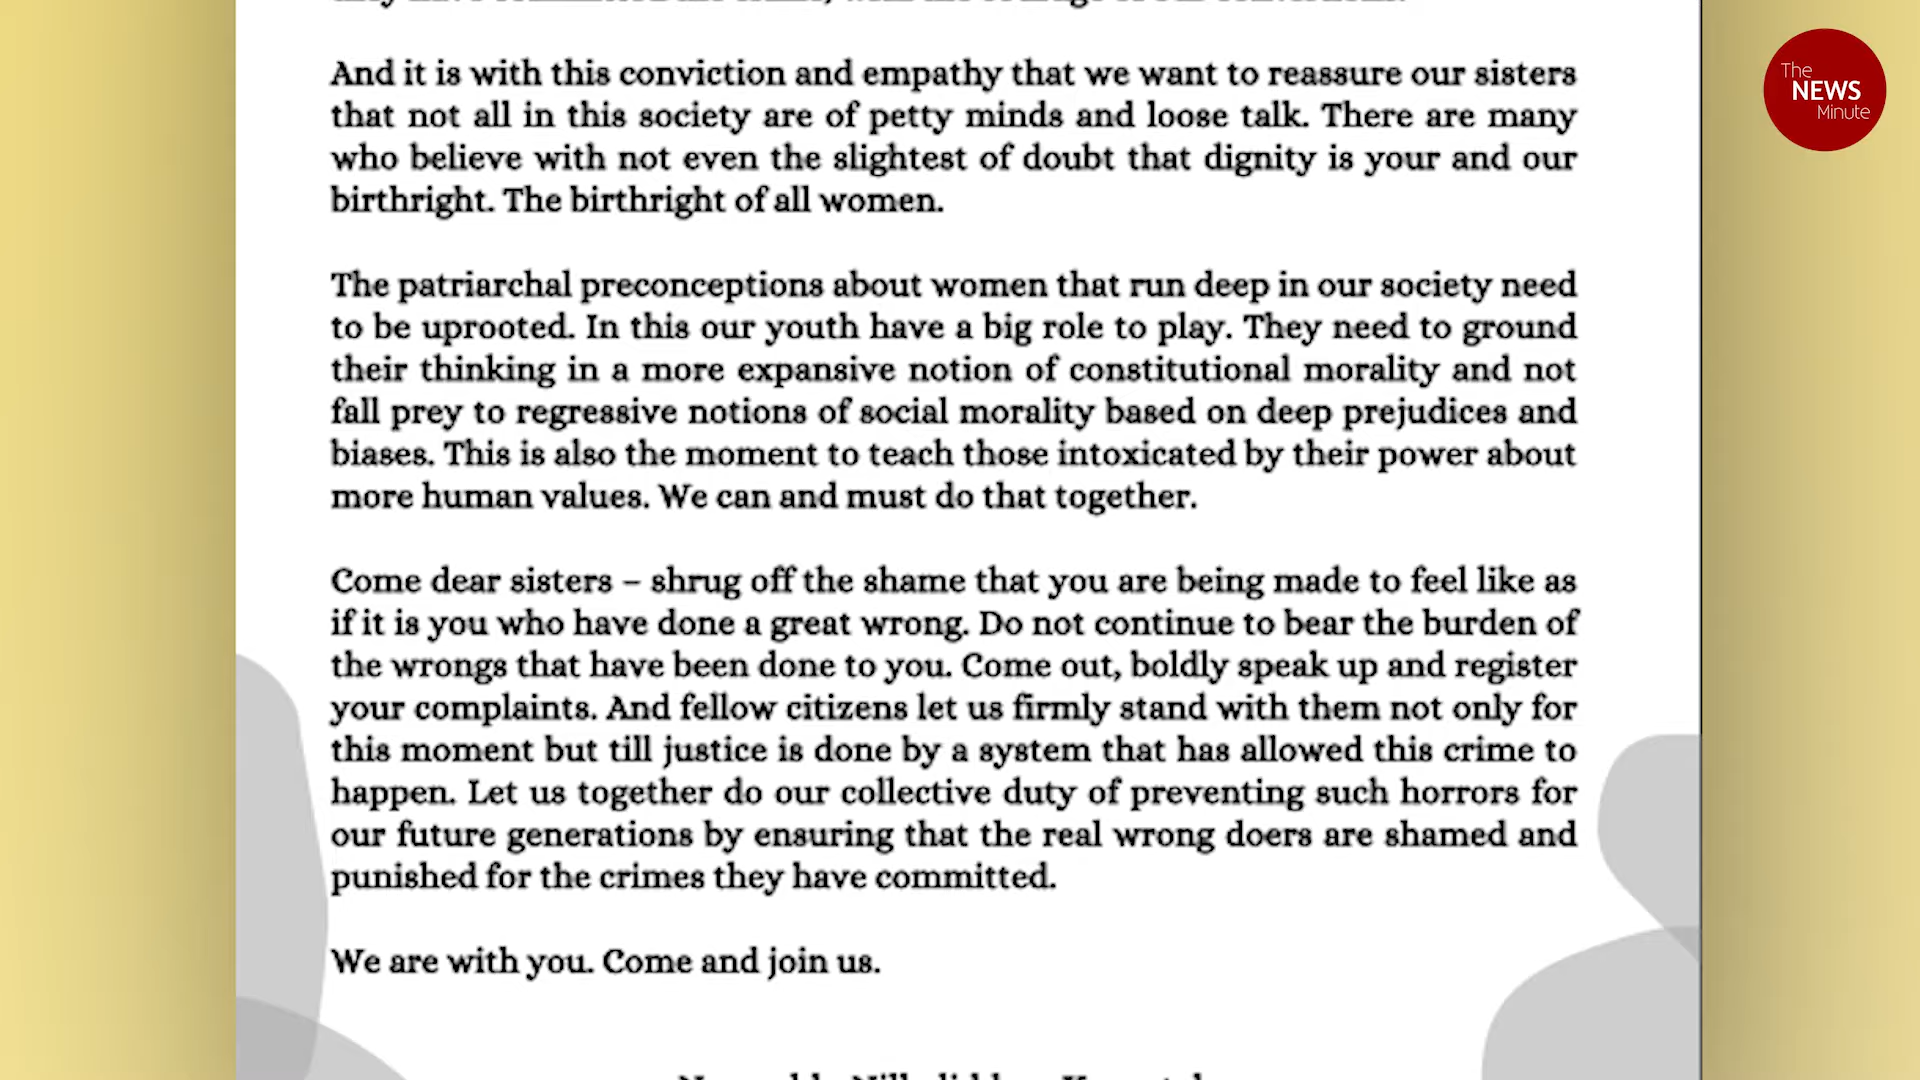 And it is with this conviction and empathy that we want to reassure our sisters
that not all in this society are of petty minds and loose talk. There are many
who believe with not even the slightest of doubt that dignity is your and our
birthright. The birthright of all women.
The patriarchal preconceptions about women that run deep in our society need
to be uprooted. In this our youth have a big role to play. They need to ground
their thinking in a more expansive notion of constitutional morality and not
fall prey to regressive notions of social morality based on deep prejudices and
biases. This is also the moment to teach those intoxicated by their power about
more human values. We can and must do that together.
Come dear sisters – shrug off the shame that you are being made to feel like as
if it is you who have done a great wrong. Do not continue to bear the burden of
the wrongs that have been done to you. Come out, boldly speak up and register
your complaints. And fellow citizens let us firmly stand with them not only for
this moment but till justice is done by a system that has allowed this crime to
happen. Let us together do our collective duty of preventing such horrors for
our future generations by ensuring that the real wrong doers are shamed and
punished for the crimes they have committed.
We are with you. Come and join us.
The
NEWS
Minute